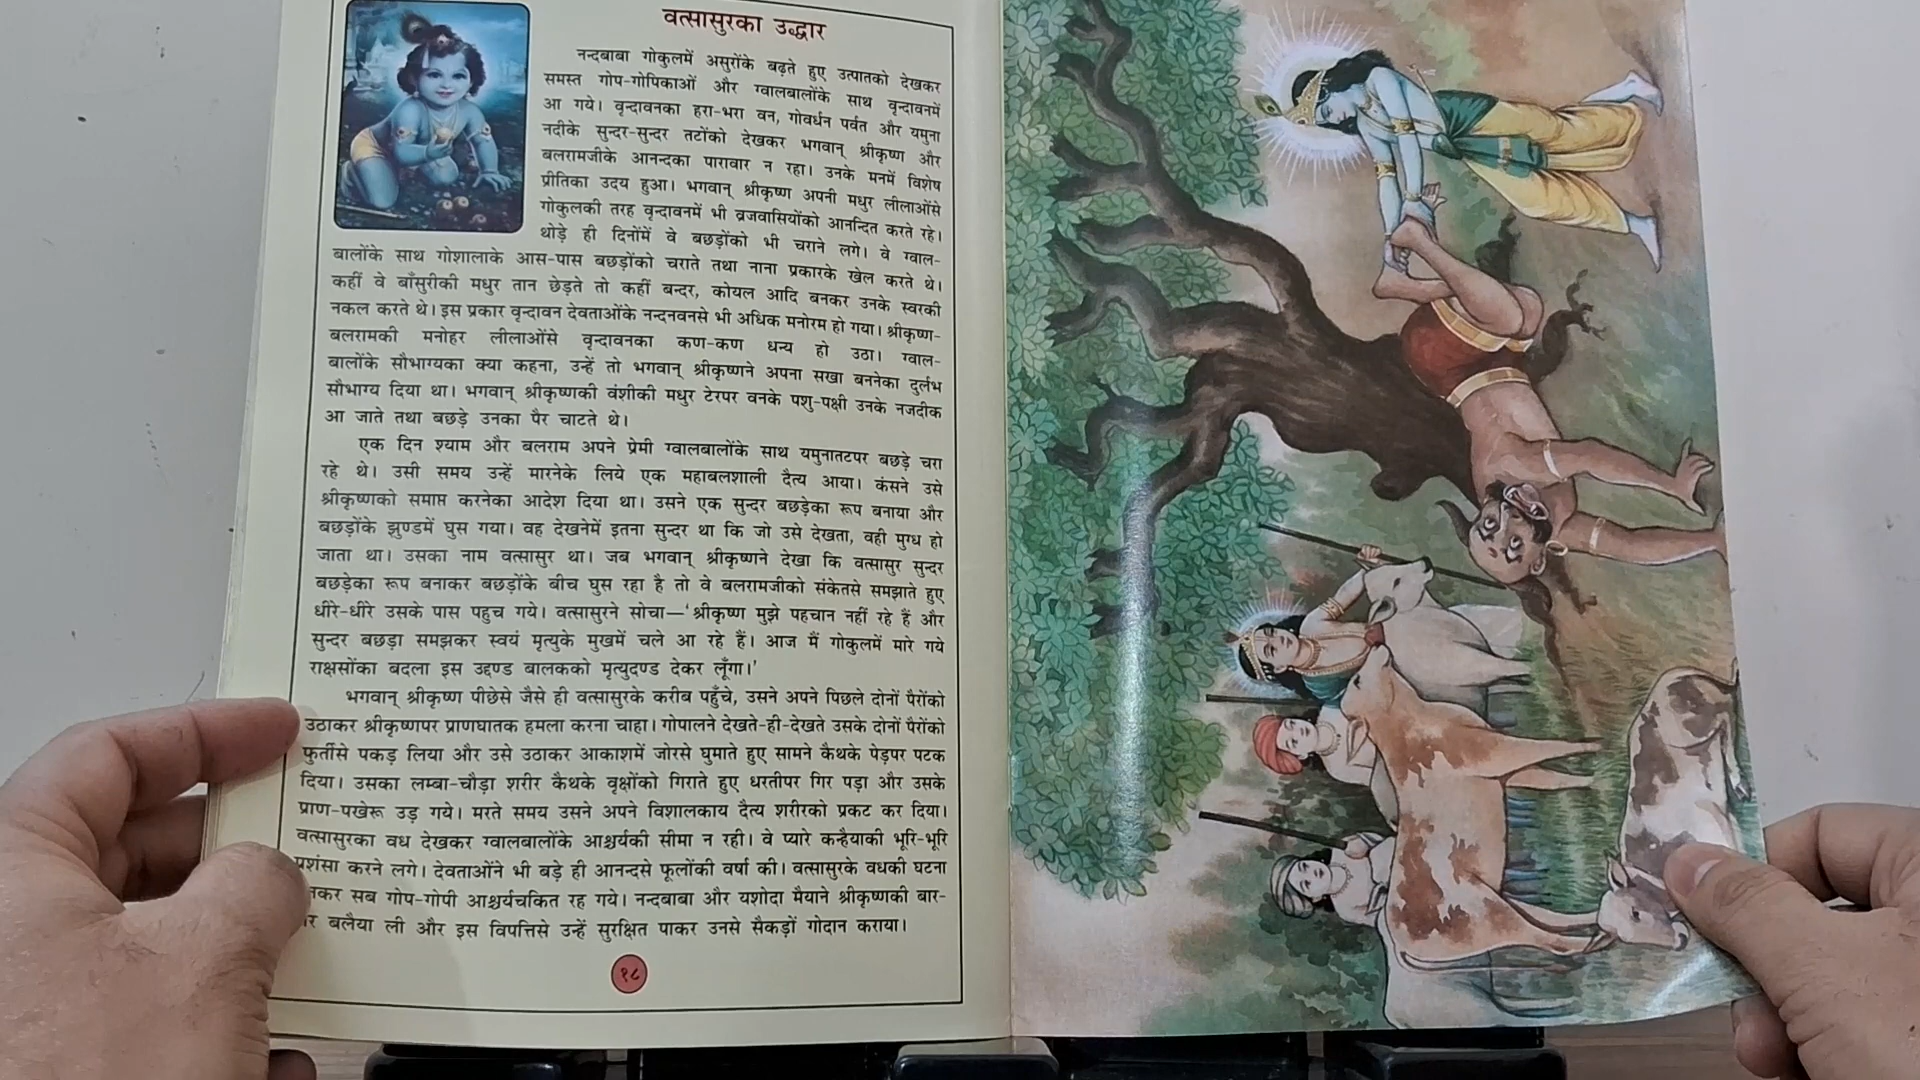 वत्सासुरका उद्धार
नन्दबाबा गोकुलमें असुरोंके बढ़ते हुए उत्पातको देखकर
समस्त गोप-गोपिकाओं और ग्वालबालोंके साथ वृन्दावनमें
आ गये। वृन्दावनका हरा-भरा वन, गोवर्धन पर्वत और यमुना
नदीके सुन्दर-सुन्दर तटोंको देखकर भगवान् श्रीकृष्ण और
बलरामजीके आनन्दका पारावार न रहा। उनके मनमें विशेष
प्रीतिका उदय हुआ। भगवान् श्रीकृष्ण अपनी मधुर लीलाओंसे
गोकुलकी तरह वृन्दावनमें भी व्रजवासियोंको आनन्दित करते रहे।
थोड़े ही दिनोंमें वे बछड़ोंको भी चराने लगे। वे ग्वाल-
बालोंके साथ गोशालाके आस-पास बछड़ोंको चराते तथा नाना प्रकारके खेल करते थे।
कहीं वे बाँसुरीकी मधुर तान छेड़ते तो कहीं बन्दर, कोयल आदि बनकर उनके स्वरकी
नकल करते थे। इस प्रकार वृन्दावन देवताओंके नन्दनवनसे भी अधिक मनोरम हो गया। श्रीकृष्ण-
बलरामकी मनोहर लीलाओंसे वृन्दावनका कण-कण धन्य हो उठा। ग्वाल-
बालोंके सौभाग्यका क्या कहना, उन्हें तो भगवान् श्रीकृष्णने अपना सखा बननेका दुर्लभ
सौभाग्य दिया था। भगवान् श्रीकृष्णकी वंशीकी मधुर टेरपर वनके पशु-पक्षी उनके नजदीक
आ जाते तथा बछड़े उनका पैर चाटते थे।
एक दिन श्याम और बलराम अपने प्रेमी ग्वालबालोंके साथ यमुनातटपर बछड़े चरा
रहे थे। उसी समय उन्हें मारनेके लिये एक महाबलशाली दैत्य आया। कंसने उसे
श्रीकृष्णको समाप्त करनेका आदेश दिया था। उसने एक सुन्दर बछड़ेका रूप बनाया और
बछड़ोंके झुण्डमें घुस गया। वह देखनेमें इतना सुन्दर था कि जो उसे देखता, वही मुग्ध हो
जाता था। उसका नाम वत्सासुर था। जब भगवान् श्रीकृष्णने देखा कि वत्सासुर सुन्दर
बछड़ेका रूप बनाकर बछड़ोंके बीच घुस रहा है तो वे बलरामजीको संकेतसे समझाते हुए
धीरे-धीरे उसके पास पहुच गये। वत्सासुरने सोचा—'श्रीकृष्ण मुझे पहचान नहीं रहे हैं और
सुन्दर बछड़ा समझकर स्वयं मृत्युके मुखमें चले आ रहे हैं। आज मैं गोकुलमें मारे गये
राक्षसोंका बदला इस उद्दण्ड बालकको मृत्युदण्ड देकर लूँगा।'
भगवान् श्रीकृष्ण पीछेसे जैसे ही वत्सासुरके करीब पहुँचे, उसने अपने पिछले दोनों पैरोंको
उठाकर श्रीकृष्णपर प्राणघातक हमला करना चाहा। गोपालने देखते-ही-देखते उसके दोनों पैरोंको
फुर्तीसे पकड़ लिया और उसे उठाकर आकाशमें जोरसे घुमाते हुए सामने कैथके पेड़पर पटक
दिया। उसका लम्बा-चौड़ा शरीर कैथके वृक्षोंको गिराते हुए धरतीपर गिर पड़ा और उसके
प्राण-पखेरू उड़ गये। मरते समय उसने अपने विशालकाय दैत्य शरीरको प्रकट कर दिया।
वत्सासुरका वध देखकर ग्वालबालोंके आश्चर्यकी सीमा न रही। वे प्यारे कन्हैयाकी भूरि-भूरि
प्रशंसा करने लगे। देवताओंने भी बड़े ही आनन्दसे फूलोंकी वर्षा की। वत्सासुरके वधकी घटना
सब गोप-गोपी आश्चर्यचकित रह गये। नन्दबाबा और यशोदा मैयाने श्रीकृष्णकी बार-
बलैया ली और इस विपत्तिसे उन्हें सुरक्षित पाकर उनसे सैकड़ों गोदान कराया।
१८